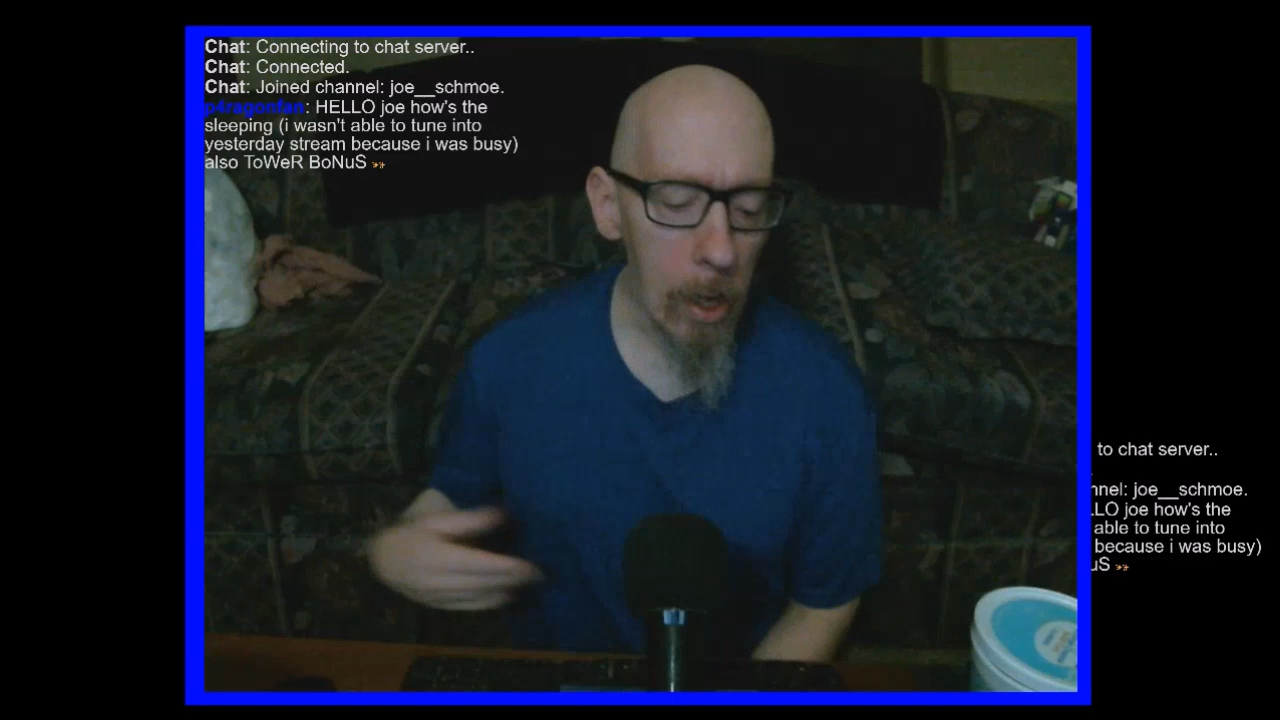 Chat: Connecting to chat server..
Chat: Connected.
Chat: Joined channel: joe__schmoe.
p4ragonfan: HELLO joe how's the
sleeping (i wasn't able to tune into
yesterday stream because i was busy)
also ToWeR BoNuS
to chat server..
nnel: joe__schmoe.
LLO joe how's the
able to tune into
because i was busy)
uS